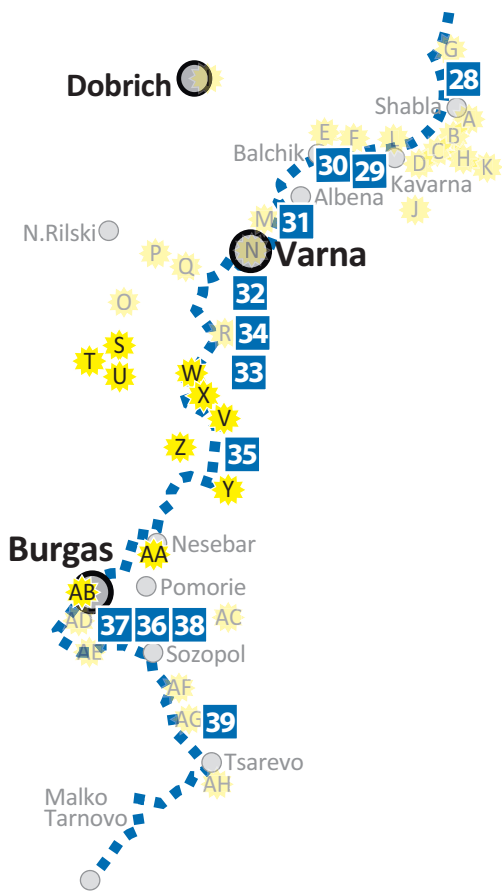 G
28
Dobrich
Shabla
A
E
F
I
B
Balchik
30
29
C
D
H
K
Kavarna
Albena
J
M
31
N.Rilski
N
Varna
P
Q
32
O
R
34
S
T
U
W
33
X
V
Z
35
Y
Burgas
AA
Nesebar
AB
Pomorie
AD
37
36
38
AC
AE
Sozopol
AF
AG
39
Tsarevo
AH
Malko
Tarnovo